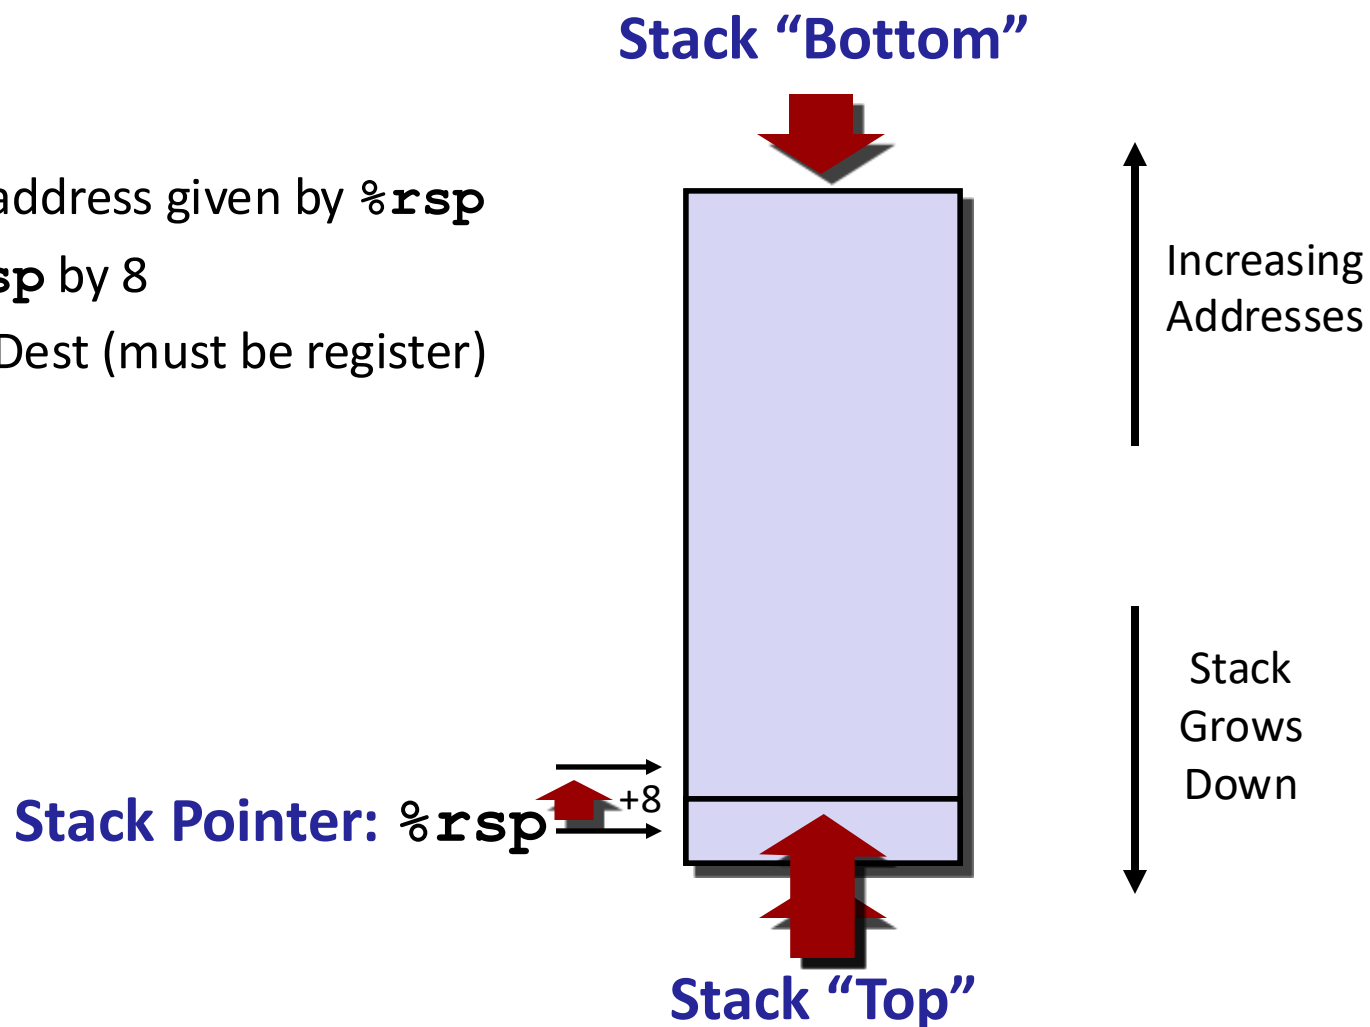 Stack “Bottom”
address given by %rsp
sp by 8
Dest (must be register)
Increasing
Addresses
Stack
Grows
Down
+8
Stack Pointer: %rsp
Stack “Top”